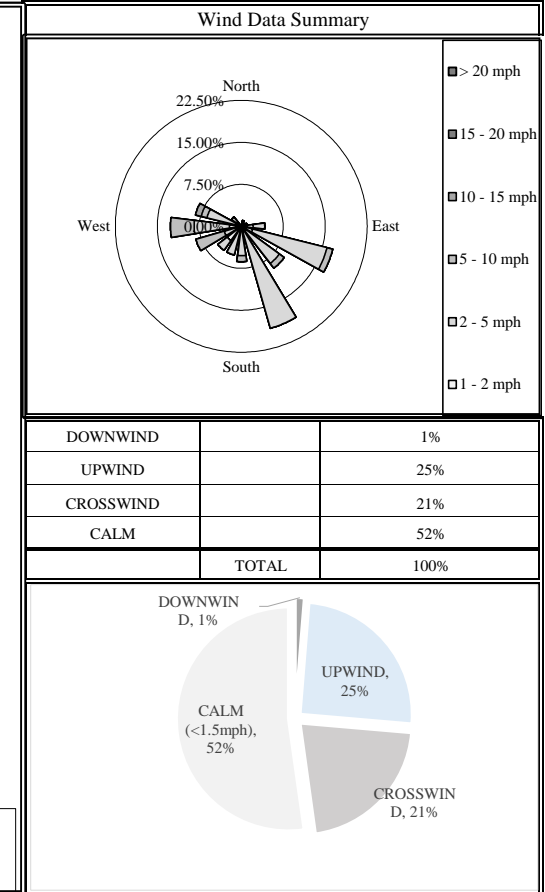 Wind Data Summary
North
22.50%
15.00%
7.50%
0.00%
West
East
South
> 20 mph
15 - 20 mph
10 - 15 mph
5 - 10 mph
2 - 5 mph
1 - 2 mph
DOWNWIND 1%
UPWIND 25%
CROSSWIND 21%
CALM 52%
TOTAL 100%
DOWNWIN
D, 1%
UPWIND,
25%
CALM
(<1.5mph),
52%
CROSSWIN
D, 21%